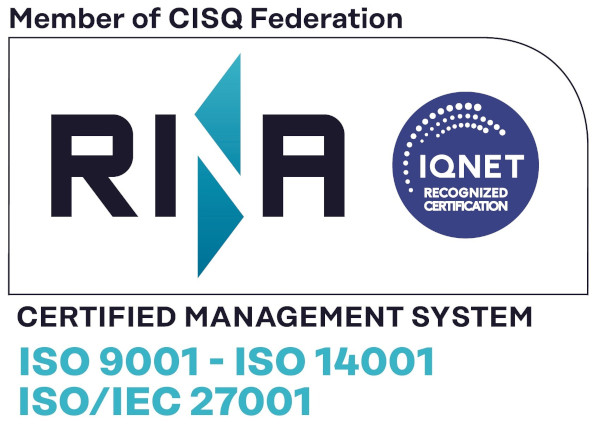 Member of CISQ Federation
RINA
IQNET
RECOGNIZED
CERTIFICATION
CERTIFIED MANAGEMENT SYSTEM
ISO 9001 - ISO 14001
ISO/IEC 27001